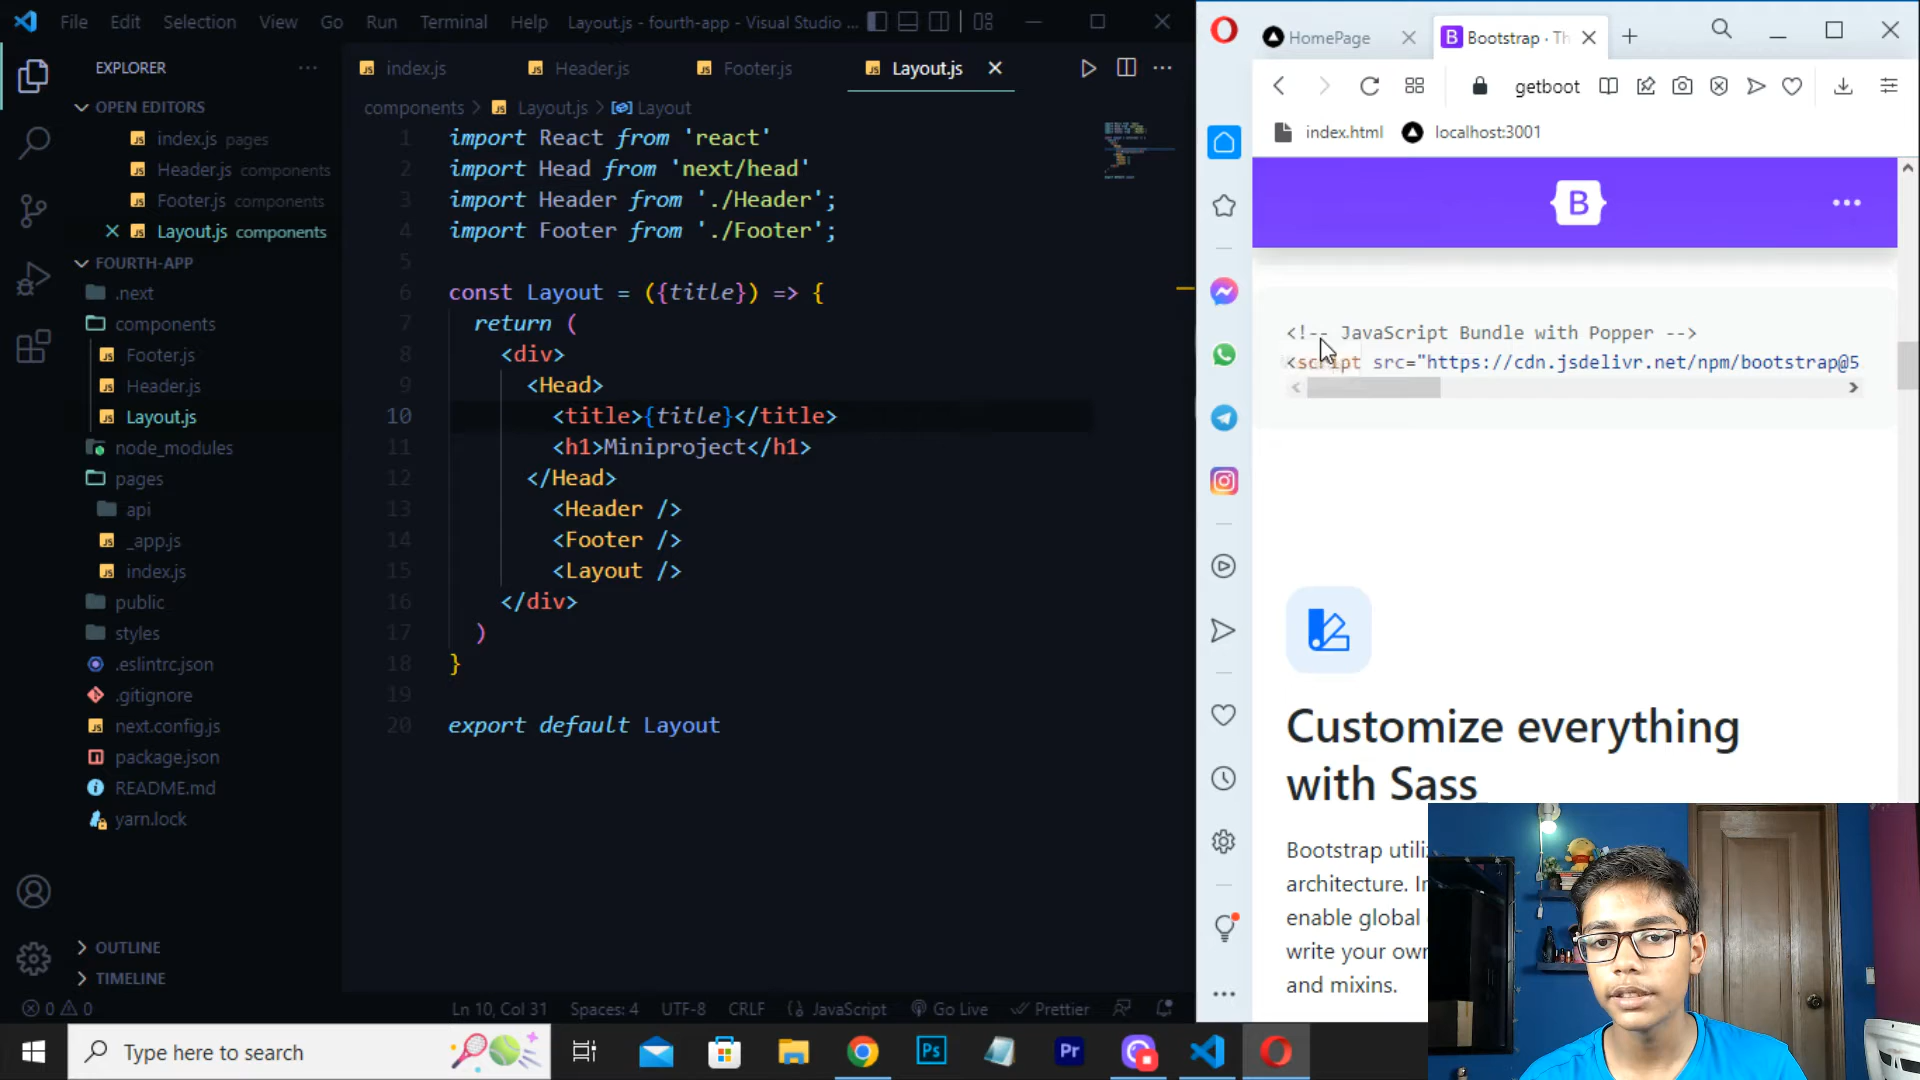 File Edit Selection View Go Run Terminal Help Layout.js - fourth-app - Visual Studio ...
EXPLORER
OPEN EDITORS
index.js pages
Header.js components
Footer.js components
Layout.js components
FOURTH-APP
.next
components
Footer.js
Header.js
Layout.js
node_modules
pages
api
_app.js
index.js
public
styles
.eslintrc.json
.gitignore
next.config.js
package.json
README.md
yarn.lock
OUTLINE
TIMELINE
index.js Header.js Footer.js Layout.js
components > Layout.js > Layout
1 import React from 'react'
2 import Head from 'next/head'
3 import Header from './Header';
4 import Footer from './Footer';
5
6 const Layout = ({title}) => {
7 return (
8 <div>
9 <Head>
10 <title>{title}</title>
11 <h1>Miniproject</h1>
12 </Head>
13 <Header />
14 <Footer />
15 <Layout />
16 </div>
17 )
18 }
19
20 export default Layout
0 0 Ln 10, Col 31 Spaces: 4 UTF-8 CRLF JavaScript Go Live Prettier
HomePage Bootstrap · Th
getboot
index.html localhost:3001
B
<!-- JavaScript Bundle with Popper -->
<script src="https://cdn.jsdelivr.net/npm/bootstrap@5
Customize everything
with Sass
Bootstrap utili
architecture. I
enable global
write your own
and mixins.
Type here to search
Ps
Pr